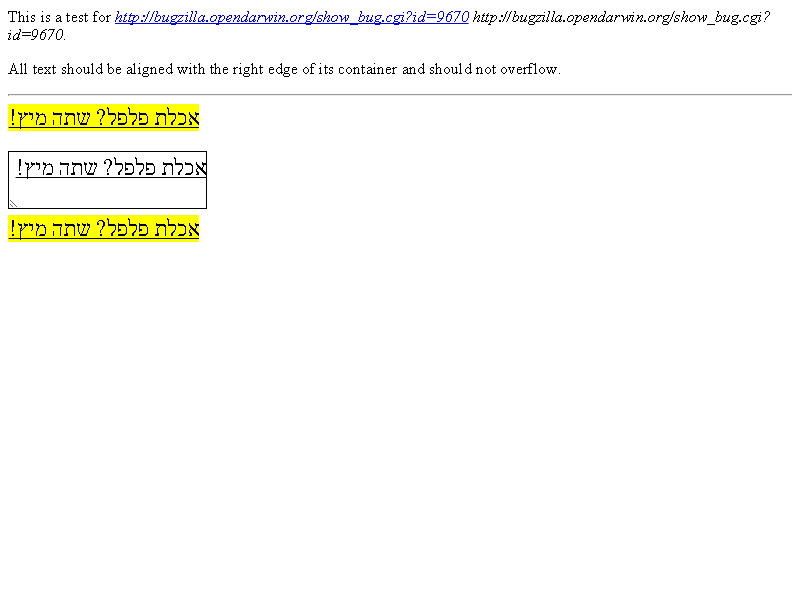 This is a test for http://bugzilla.opendarwin.org/show_bug.cgi?id=9670 http://bugzilla.opendarwin.org/show_bug.cgi?
id=9670.
All text should be aligned with the right edge of its container and should not overflow.
אכלת פלפל? שתה מיץ!
אכלת פלפל? שתה מיץ!
אכלת פלפל? שתה מיץ!